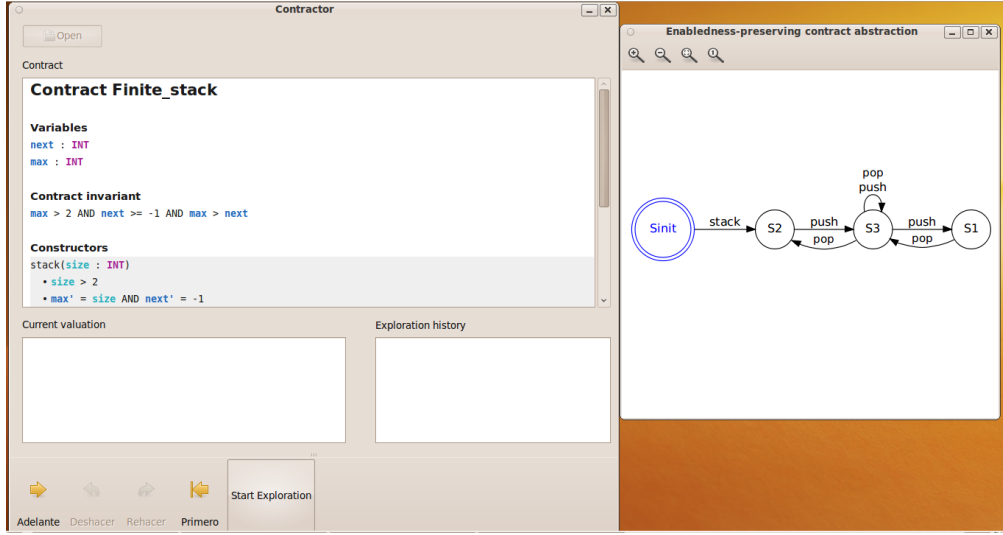 Contractor
Open
Contract
Contract Finite_stack
Variables
next : INT
max : INT
Contract invariant
max > 2 AND next >= -1 AND max > next
Constructors
stack(size : INT)
• size > 2
• max' = size AND next' = -1
Current valuation
Exploration history
Adelante
Deshacer
Rehacer
Primero
Start Exploration
Enabledness-preserving contract abstraction
pop
push
Sinit
stack
S2
push
pop
S3
push
pop
S1